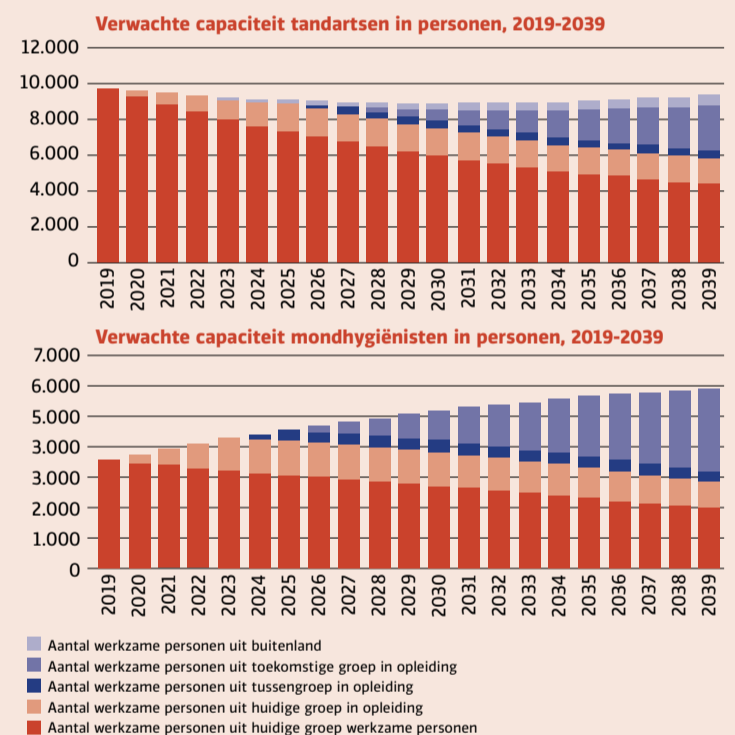 Verwachte capaciteit tandartsen in personen, 2019-2039
12.000
10.000
8.000
6.000
4.000
2.000
0
2019 2020 2021 2022 2023 2024 2025 2026 2027 2028 2029 2030 2031 2032 2033 2034 2035 2036 2037 2038 2039
Verwachte capaciteit mondhygiënisten in personen, 2019-2039
7.000
6.000
5.000
3.000
3.000
2.000
1.000
0
2019 2020 2021 2022 2023 2024 2025 2026 2027 2028 2029 2030 2031 2032 2033 2034 2035 2036 2037 2038 2039
Aantal werkzame personen uit buitenland
Aantal werkzame personen uit toekomstige groep in opleiding
Aantal werkzame personen uit tussengroep in opleiding
Aantal werkzame personen uit huidige groep in opleiding
Aantal werkzame personen uit huidige groep werkzame personen